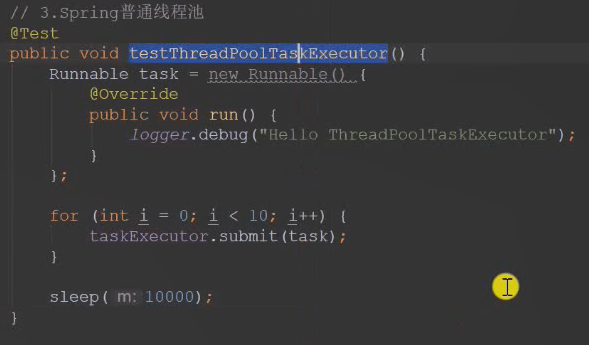 // 3.Spring普通线程池
@Test
public void testThreadPoolTaskExecutor() {
    Runnable task = new Runnable() {
        @Override
        public void run() {
            logger.debug("Hello ThreadPoolTaskExecutor");
        }
    };
    for (int i = 0; i < 10; i++) {
        taskExecutor.submit(task);
    }
    sleep( m: 10000);
}